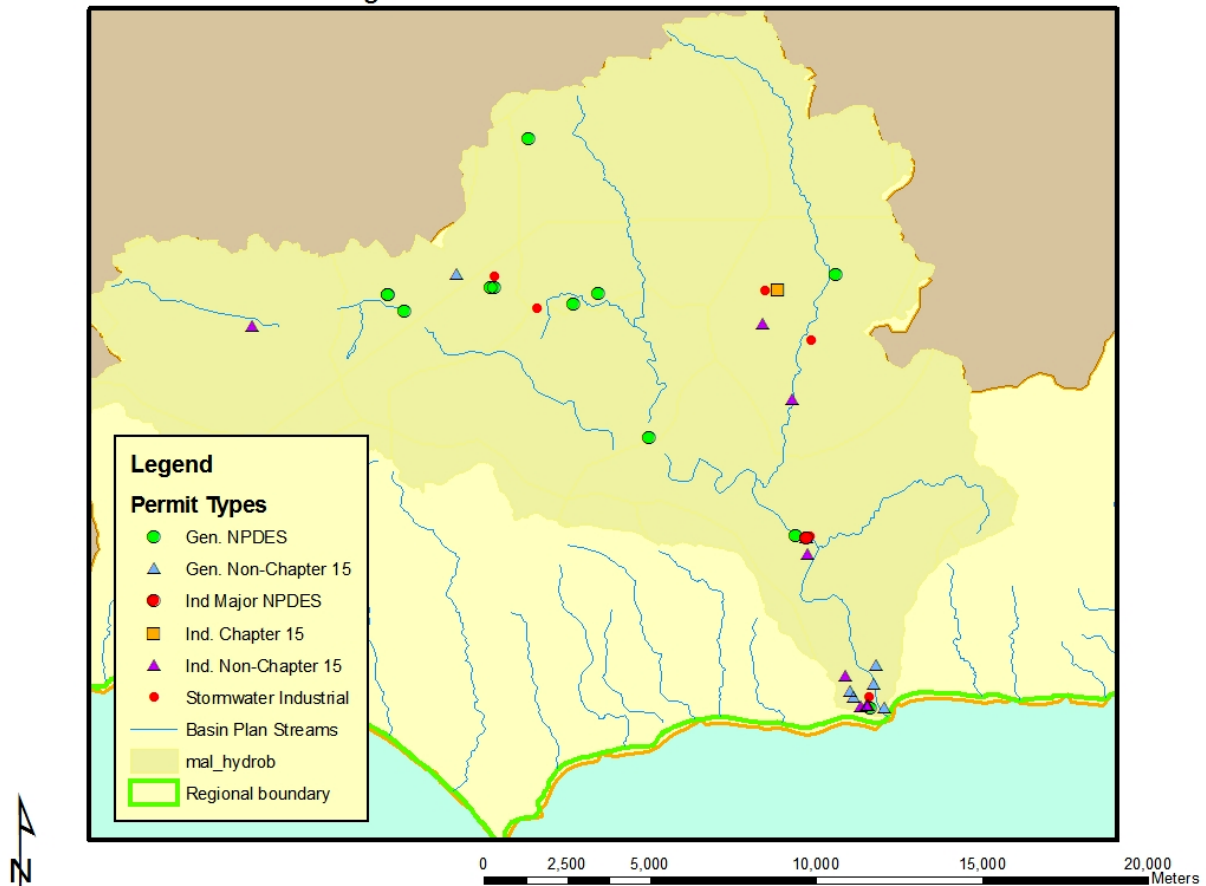 Legend
Permit Types
Gen. NPDES
Gen. Non-Chapter 15
Ind Major NPDES
Ind. Chapter 15
Ind. Non-Chapter 15
Stormwater Industrial
Basin Plan Streams
mal_hydrob
Regional boundary
N
0 2,500 5,000 10,000 15,000 20,000
Meters